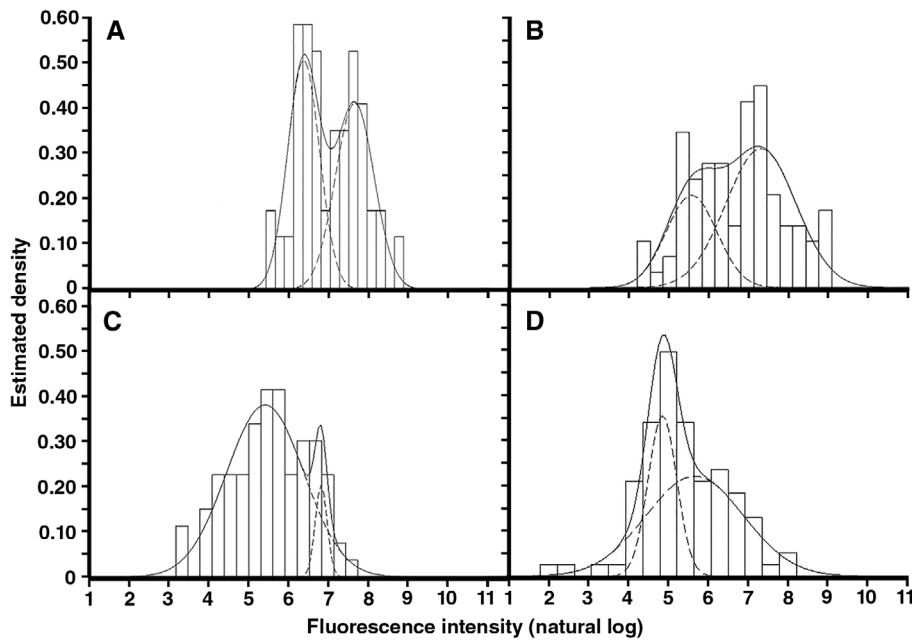 A
B
0.60
0.50
0.40
0.30
0.20
0.10
0
C
D
0.60
0.50
0.40
0.30
0.20
0.10
0
1 2 3 4 5 6 7 8 9 10 11 1 2 3 4 5 6 7 8 9 10 11
Estimated density
Fluorescence intensity (natural log)